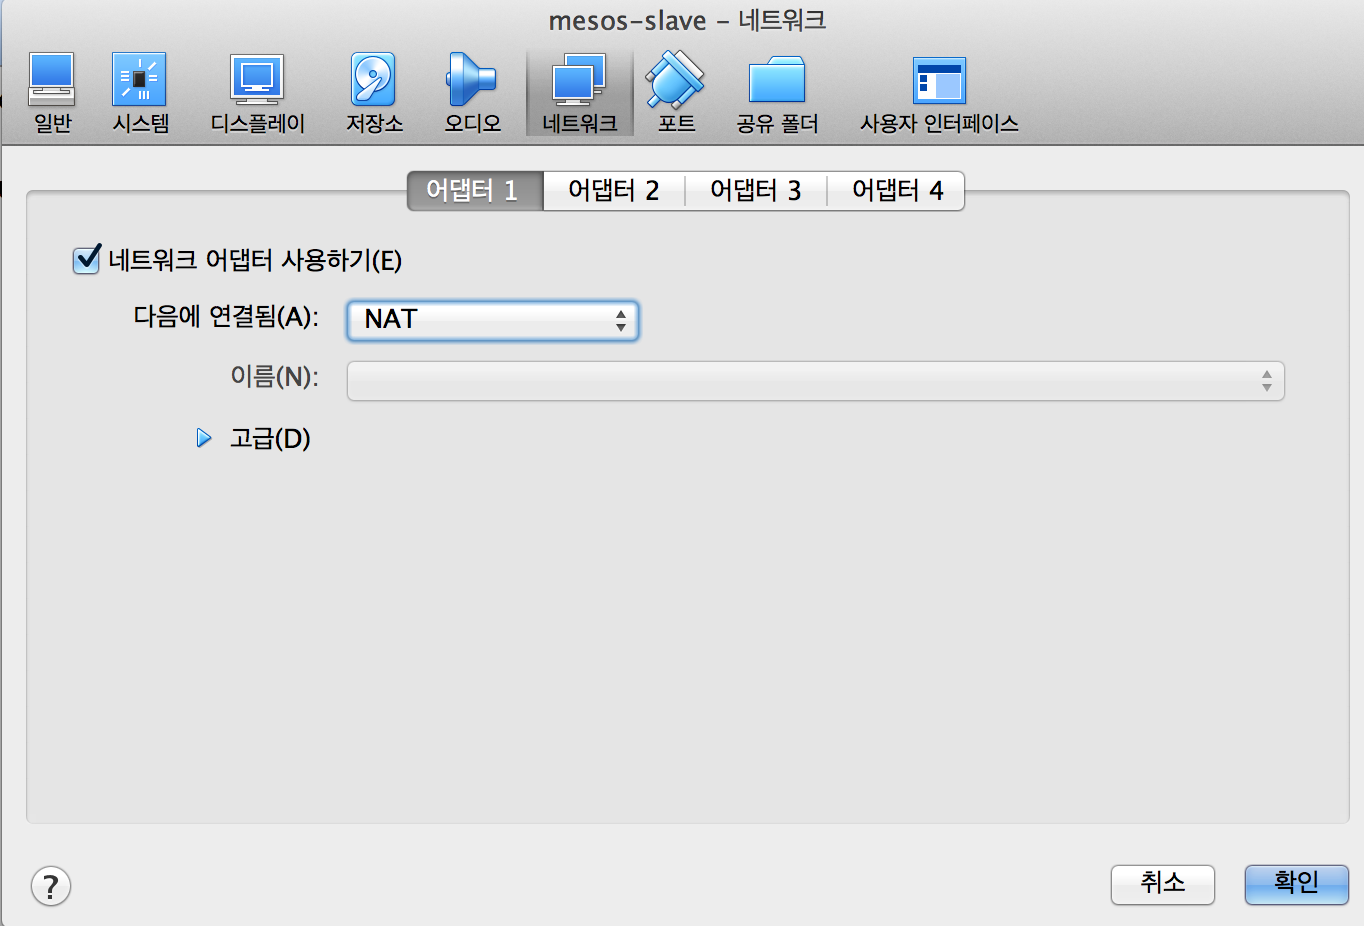 mesos-slave – 네트워크
일반 시스템 디스플레이 저장소 오디오 네트워크 포트 공유 폴더 사용자 인터페이스
어댑터 1 어댑터 2 어댑터 3 어댑터 4
네트워크 어댑터 사용하기(E)
다음에 연결됨(A): NAT
이름(N):
고급(D)
? 취소 확인